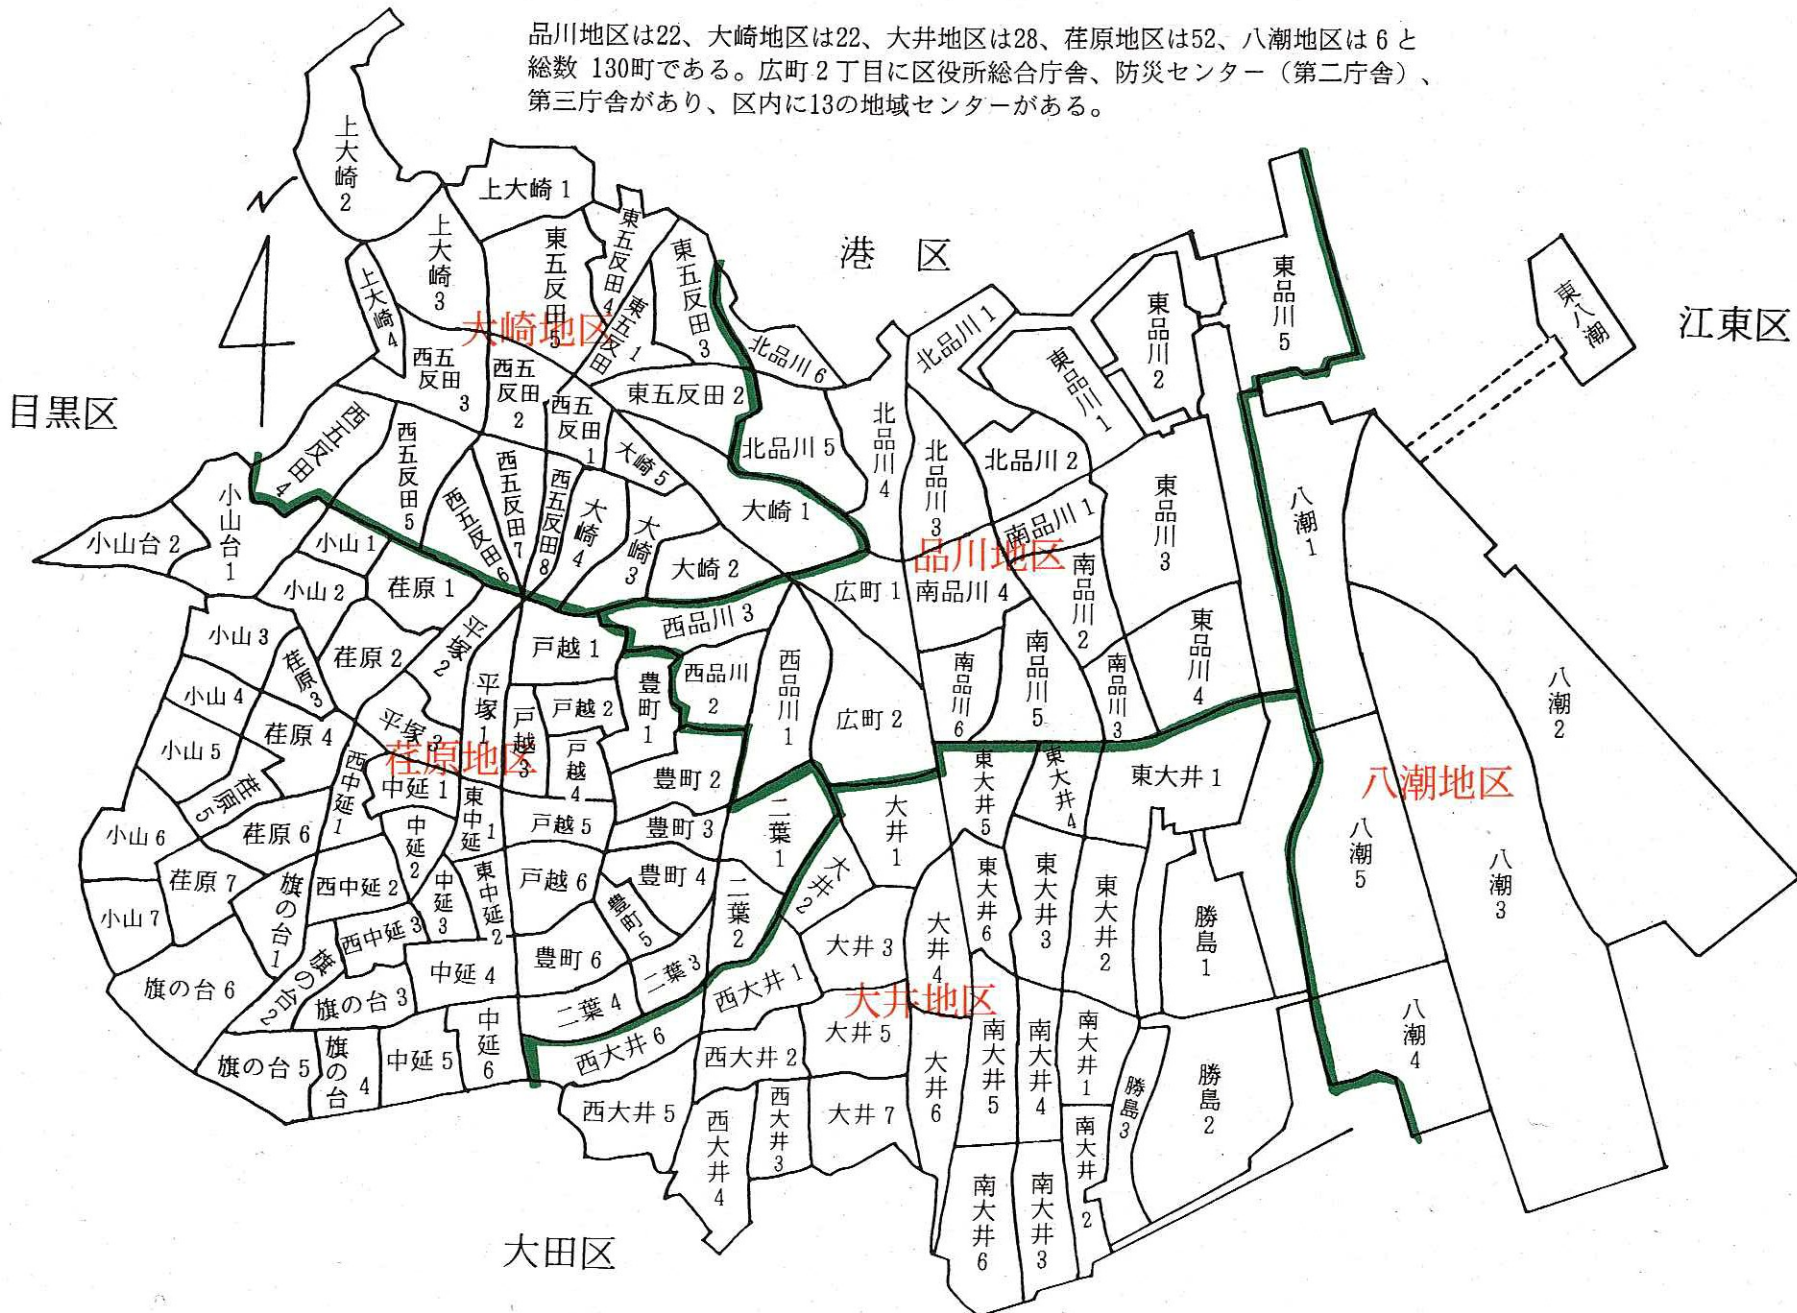 品川地区は22、大崎地区は22、大井地区は28、荏原地区は52、八潮地区は6と
総数 130町である。広町2丁目に区役所総合庁舎、防災センター（第二庁舎）、
第三庁舎があり、区内に13の地域センターがある。
上大崎2
上大崎1
上大崎3
上大崎4
東五反田5
東五反田4
東五反田1
東五反田3
東五反田2
大崎地区
西五反田3
西五反田2
西五反田1
西五反田4
西五反田5
西五反田6
西五反田7
西五反田8
大崎5
大崎4
大崎3
大崎2
大崎1
港区
江東区
目黒区
大田区
北品川6
北品川5
北品川4
北品川3
北品川1
北品川2
東品川1
東品川2
東品川5
東品川3
東品川4
東八潮
品川地区
南品川1
南品川2
南品川4
南品川6
南品川5
南品川3
広町1
広町2
西品川3
西品川2
西品川1
小山台2
小山台1
小山1
小山2
小山3
小山4
小山5
小山6
小山7
荏原1
荏原2
荏原3
荏原4
荏原5
荏原6
荏原7
平塚2
平塚1
平塚3
荏原地区
戸越1
戸越2
戸越3
戸越4
戸越5
戸越6
豊町1
豊町2
豊町3
豊町4
豊町5
豊町6
西中延1
西中延2
西中延3
中延1
中延2
中延3
中延4
中延5
中延6
東中延1
東中延2
旗の台1
旗の台2
旗の台3
旗の台4
旗の台5
旗の台6
二葉1
二葉2
二葉3
二葉4
大井1
大井2
大井3
大井4
大井5
大井6
大井7
大井地区
西大井1
西大井2
西大井3
西大井4
西大井5
西大井6
東大井5
東大井4
東大井1
東大井6
東大井3
東大井2
南大井5
南大井4
南大井1
南大井2
南大井6
南大井3
勝島1
勝島2
勝島3
八潮地区
八潮1
八潮2
八潮3
八潮5
八潮4